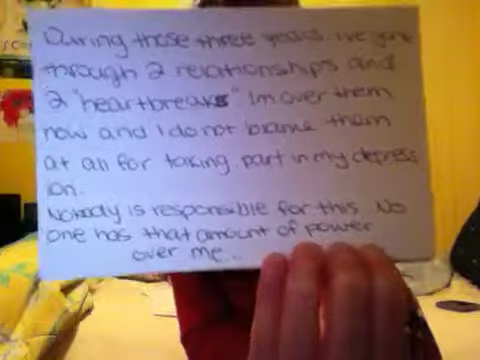 During those three years I've gone
through 2 relationships and
2 "heartbreaks" Im over them
now and I do not blame them
at all for taking part in my depress
ion.
Nobody is responsible for this. No
one has that amount of power
over me..